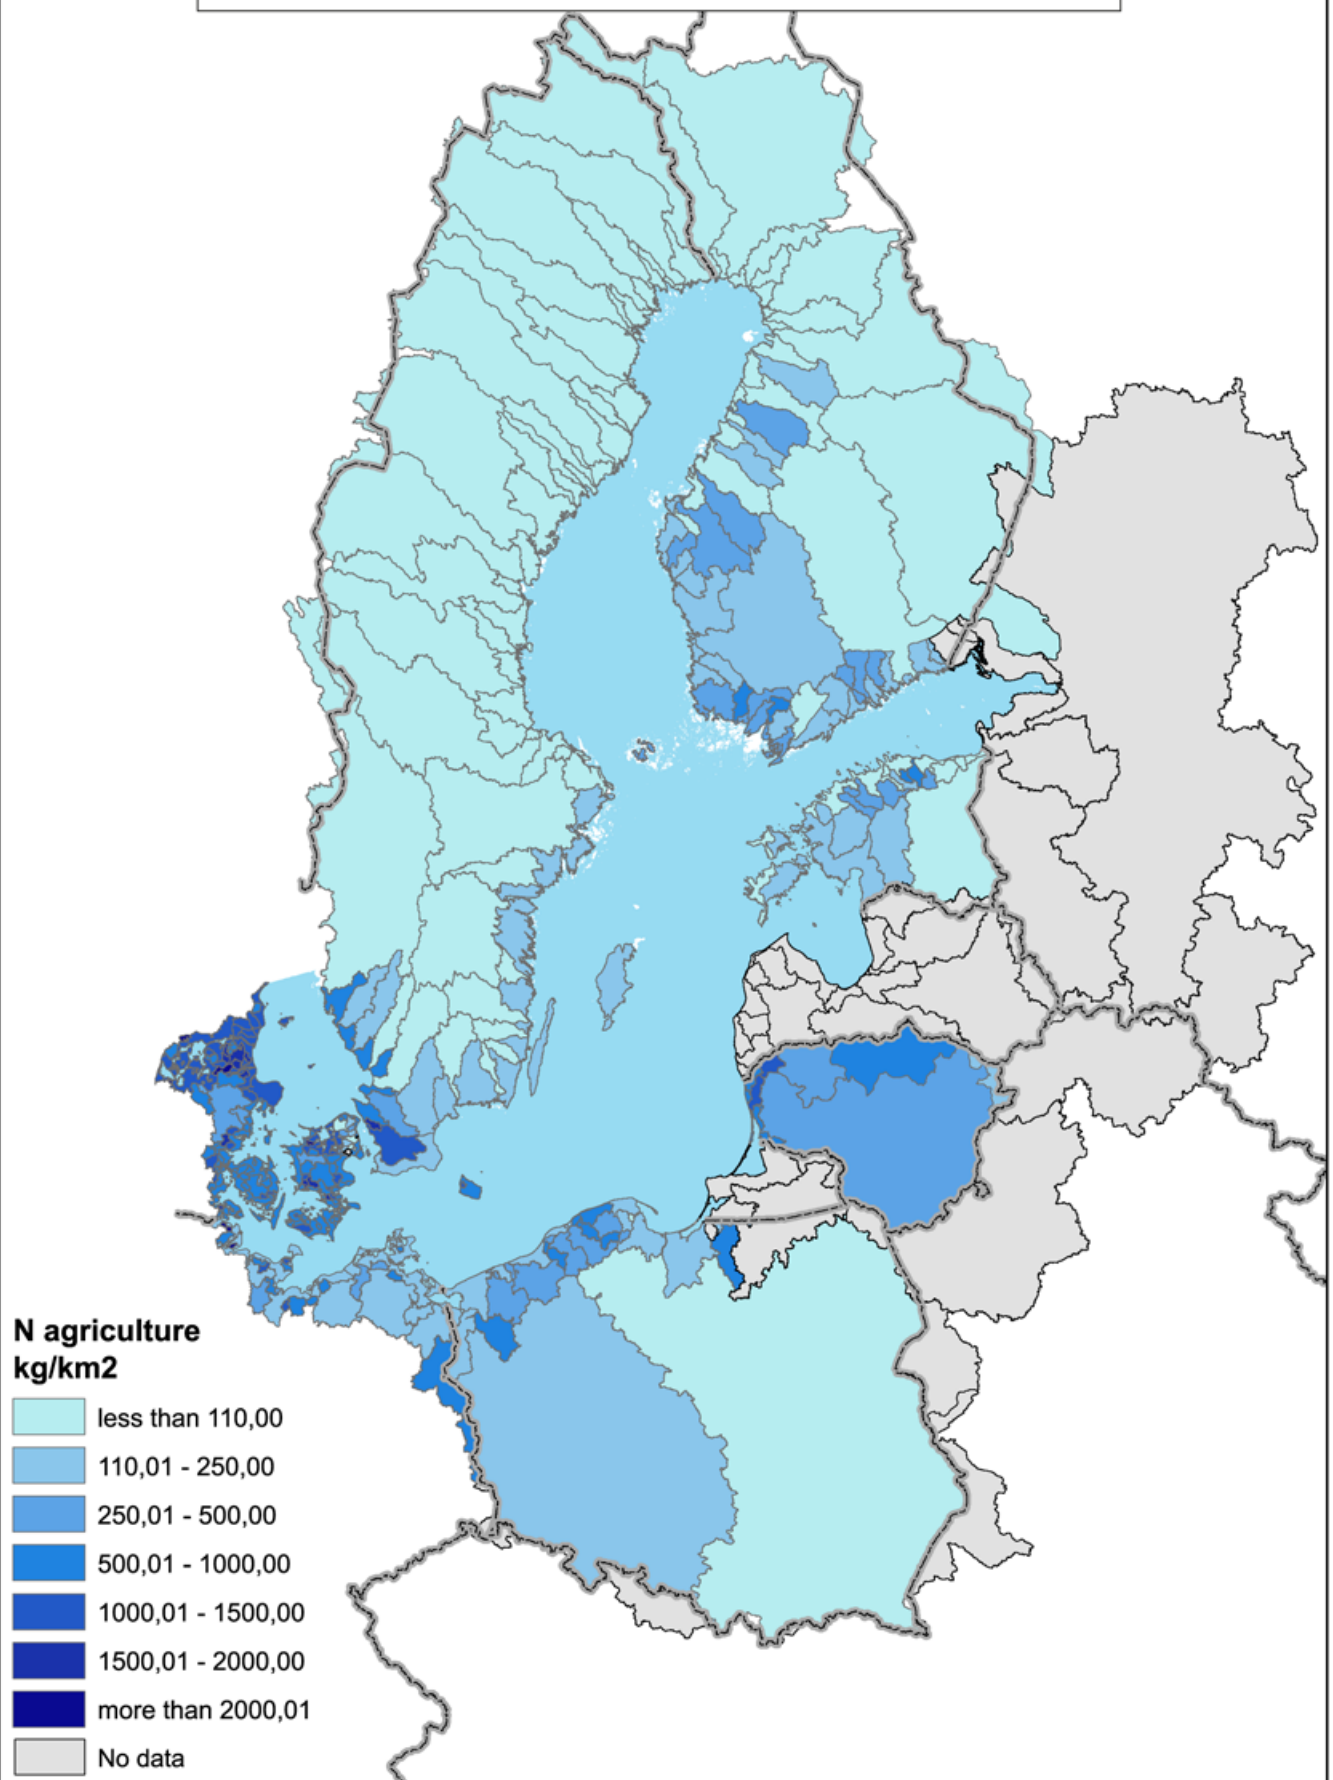 N agriculture
kg/km2
less than 110,00
110,01 - 250,00
250,01 - 500,00
500,01 - 1000,00
1000,01 - 1500,00
1500,01 - 2000,00
more than 2000,01
No data